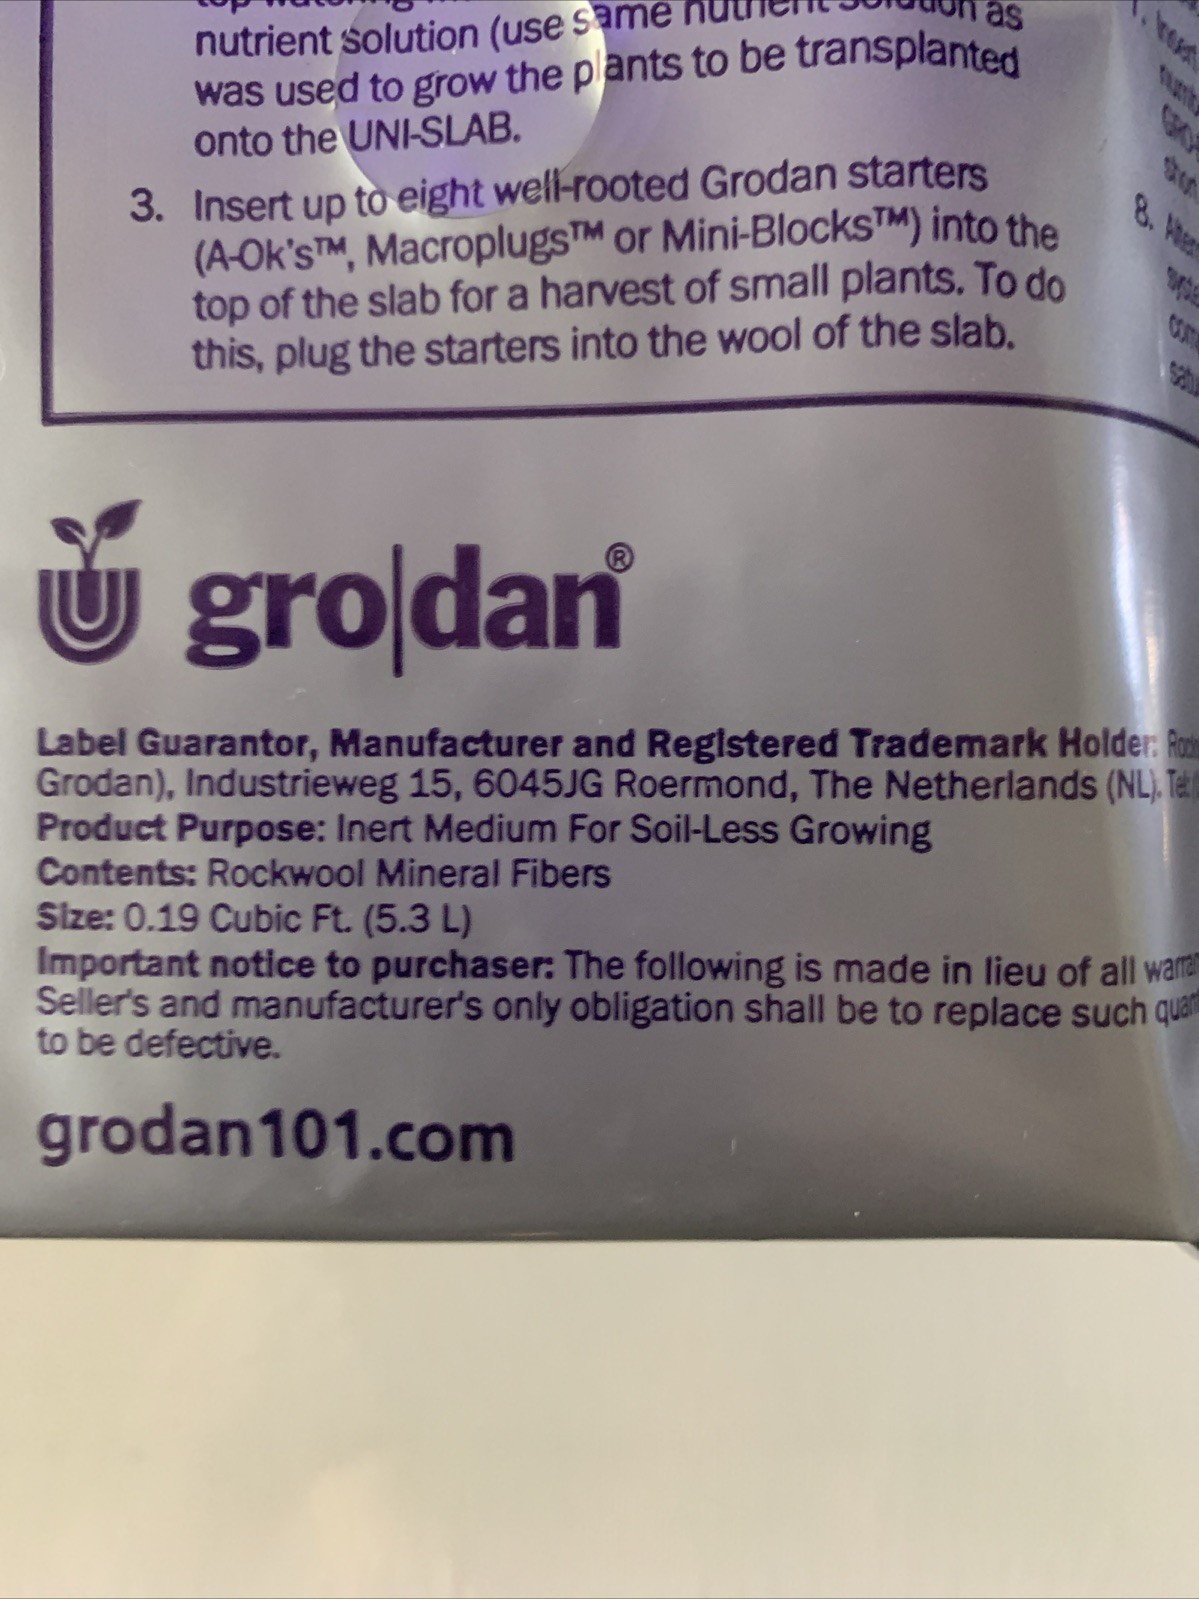 nutrient solution (use same nutrient solution as
was used to grow the plants to be transplanted
onto the UNI-SLAB.
3. Insert up to eight well-rooted Grodan starters
(A-Ok's™, Macroplugs™ or Mini-Blocks™) into the
top of the slab for a harvest of small plants. To do
this, plug the starters into the wool of the slab.
8.
gro|dan®
Label Guarantor, Manufacturer and Registered Trademark Holder:
Grodan), Industrieweg 15, 6045JG Roermond, The Netherlands (NL). Tel:
Product Purpose: Inert Medium For Soil-Less Growing
Contents: Rockwool Mineral Fibers
Size: 0.19 Cubic Ft. (5.3 L)
Important notice to purchaser: The following is made in lieu of all
Seller's and manufacturer's only obligation shall be to replace such
to be defective.
grodan101.com